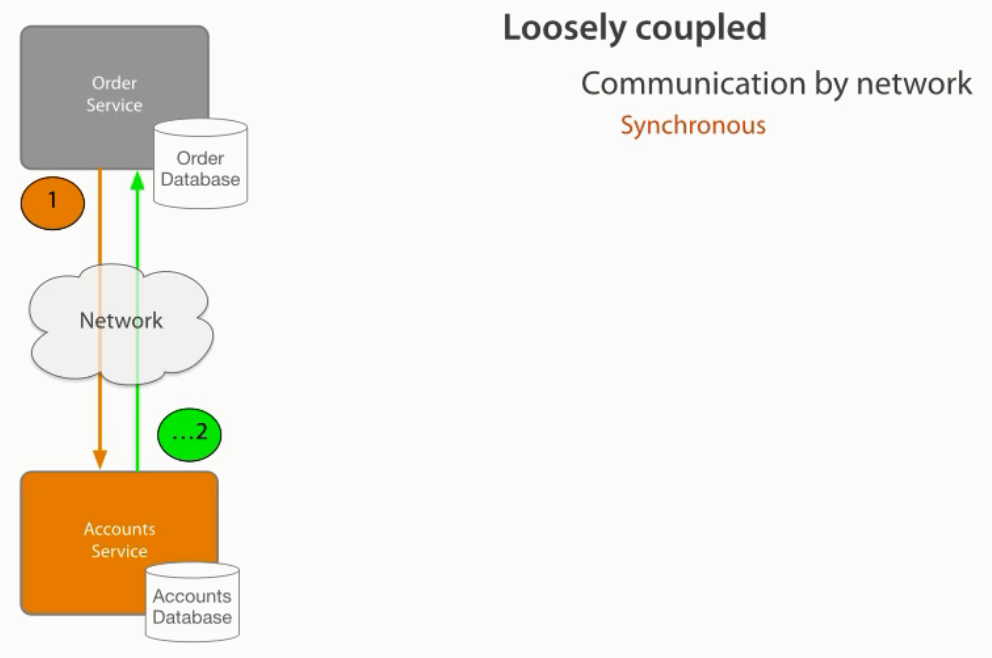 Loosely coupled
Communication by network
Synchronous
Order
Service
Order
Database
1
Network
...2
Accounts
Service
Accounts
Database